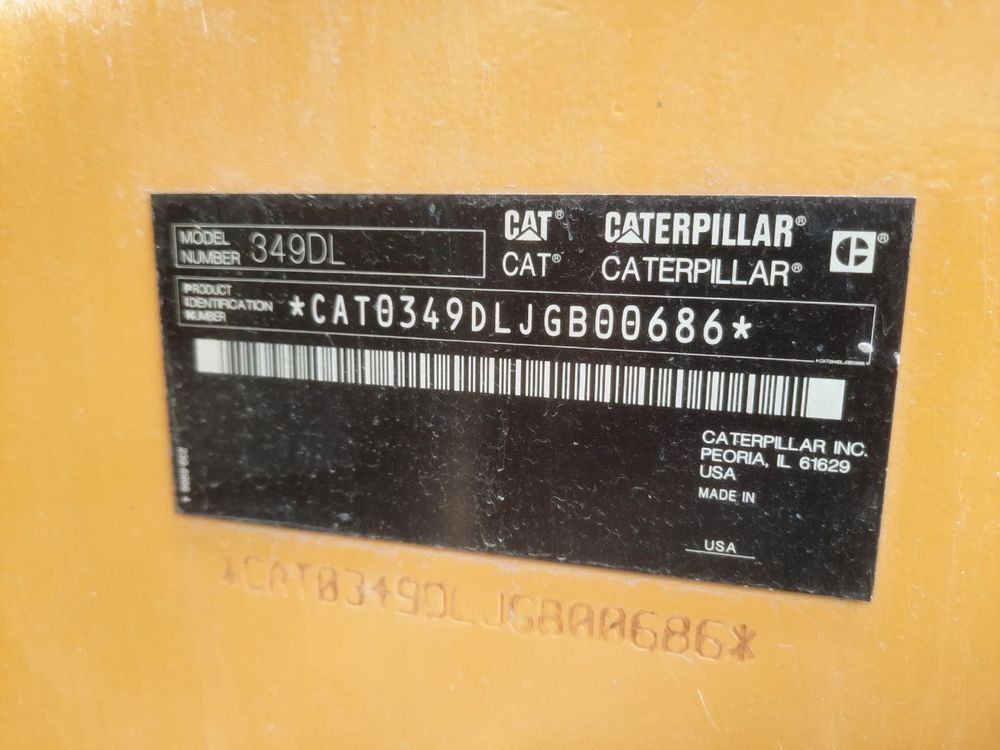 MODEL
NUMBER 349DL
CAT® CATERPILLAR®
CAT® CATERPILLAR®
PRODUCT
IDENTIFICATION
NUMBER
*CAT0349DLJGB00686*
*CAT0349DLJGB00686*
CATERPILLAR INC.
PEORIA, IL 61629
USA
MADE IN
USA
*CAT0349DLJGB00686*